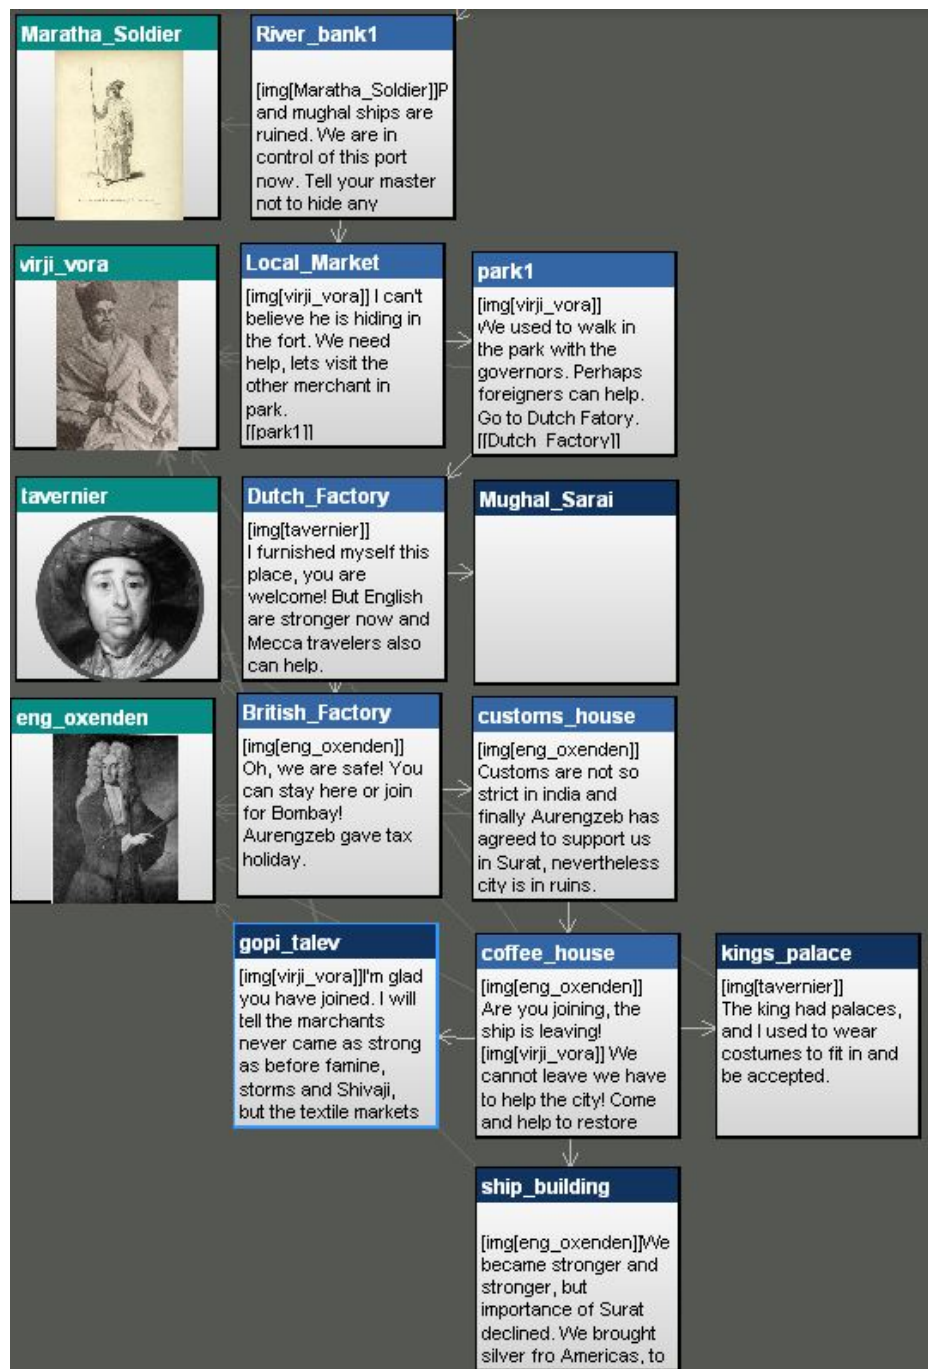 Maratha_Soldier
River_bank1
[img[Maratha_Soldier]]P
and mughal ships are
ruined. We are in
control of this port
now. Tell your master
not to hide any
virji_vora
Local_Market
[img[virji_vora]] I can't
believe he is hiding in
the fort. We need
help, lets visit the
other merchant in
park.
[[park1]]
park1
[img[virji_vora]]
We used to walk in
the park with the
governors. Perhaps
foreigners can help.
Go to Dutch Fatory.
[[Dutch_Factory]]
tavernier
Dutch_Factory
[img[tavernier]]
I furnished myself this
place, you are
welcome! But English
are stronger now and
Mecca travelers also
can help.
Mughal_Sarai
eng_oxenden
British_Factory
[img[eng_oxenden]]
Oh, we are safe! You
can stay here or join
for Bombay!
Aurengzeb gave tax
holiday.
customs_house
[img[eng_oxenden]]
Customs are not so
strict in india and
finally Aurengzeb has
agreed to support us
in Surat, nevertheless
city is in ruins.
gopi_talev
[img[virji_vora]]I'm glad
you have joined. I will
tell the marchants
never came as strong
as before famine,
storms and Shivaji,
but the textile markets
coffee_house
[img[eng_oxenden]]
Are you joining, the
ship is leaving!
[img[virji_vora]] We
cannot leave we have
to help the city! Come
and help to restore
kings_palace
[img[tavernier]]
The king had palaces,
and I used to wear
costumes to fit in and
be accepted.
ship_building
[img[eng_oxenden]]We
became stronger and
stronger, but
importance of Surat
declined. We brought
silver fro Americas, to